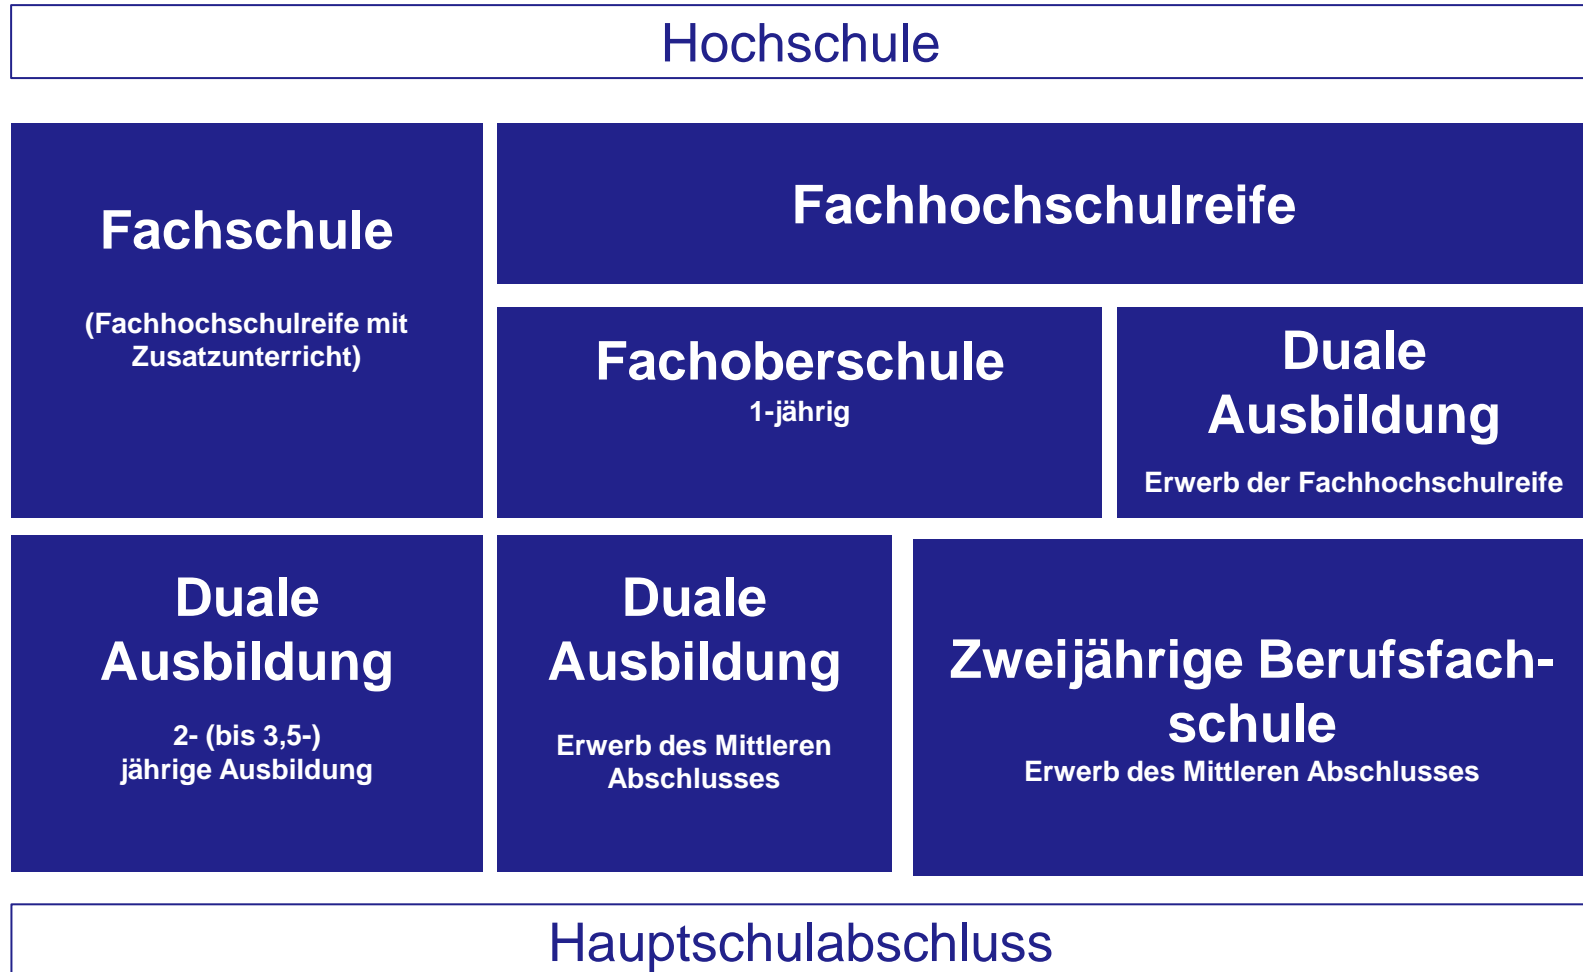 Hochschule
Fachschule
(Fachhochschulreife mit
Zusatzunterricht)
Fachhochschulreife
Fachoberschule
1-jährig
Duale
Ausbildung
Erwerb der Fachhochschulreife
Duale
Ausbildung
2- (bis 3,5-)
jährige Ausbildung
Duale
Ausbildung
Erwerb des Mittleren
Abschlusses
Zweijährige Berufsfach-
schule
Erwerb des Mittleren Abschlusses
Hauptschulabschluss